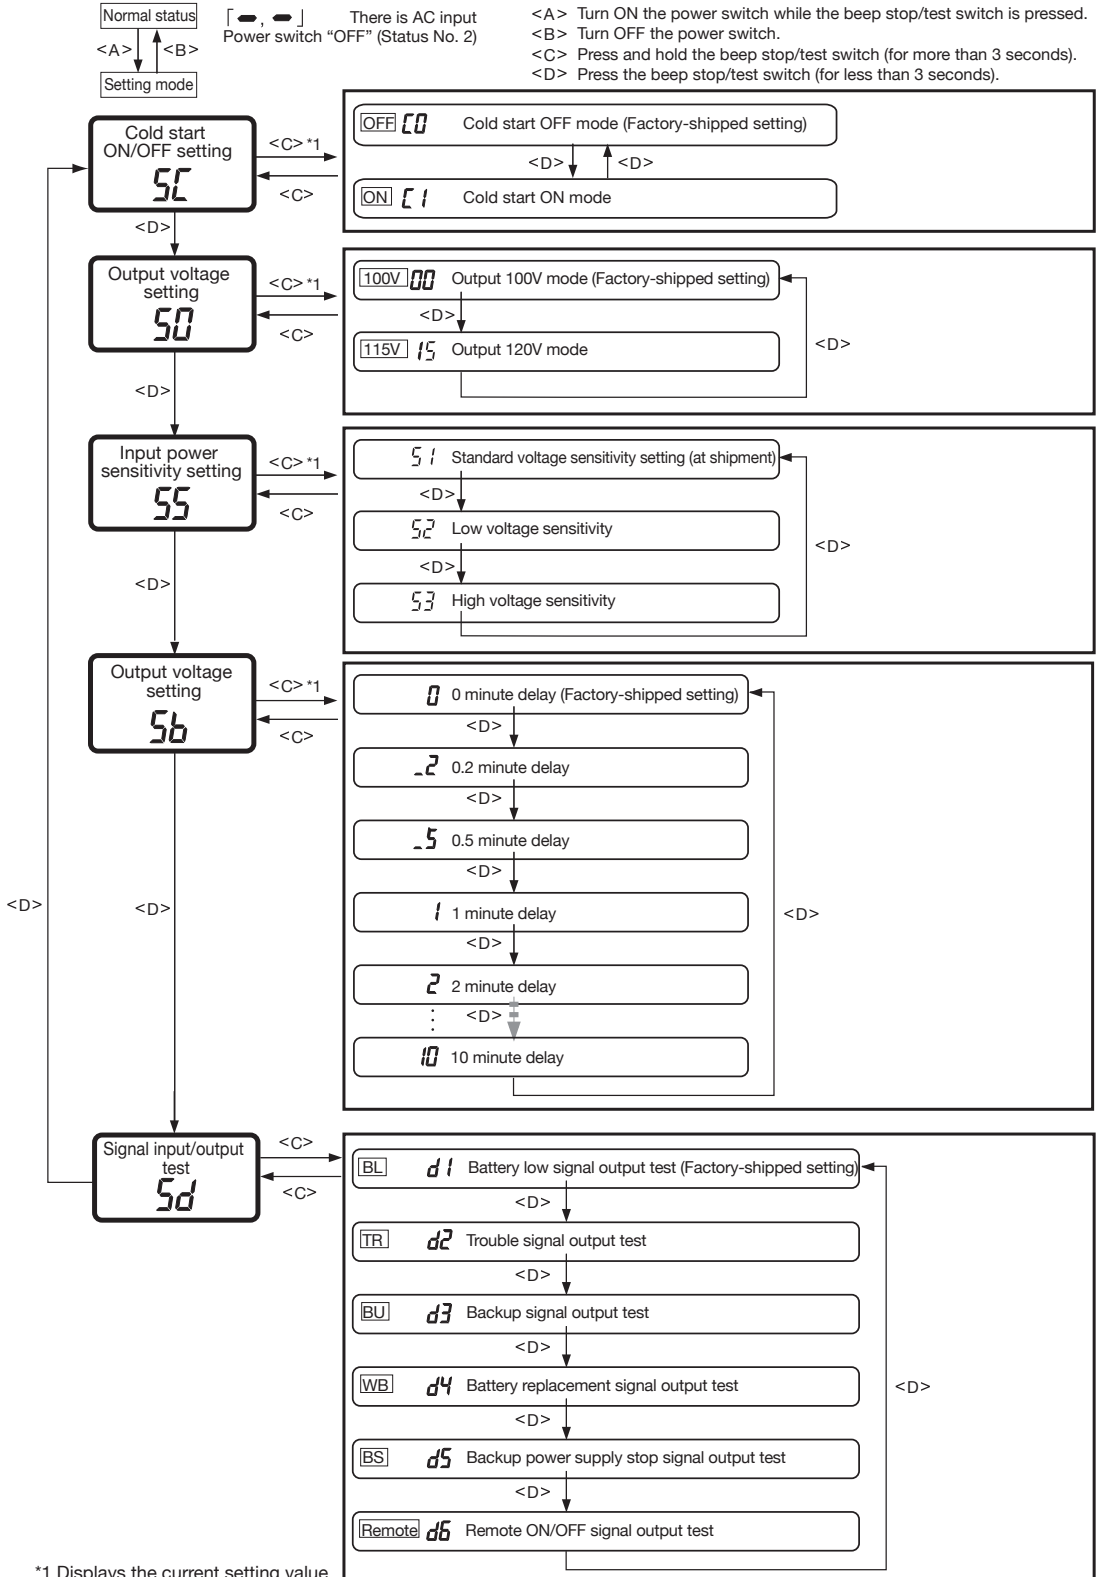 Normal status
「 , 」 There is AC input
Power switch “OFF” (Status No. 2)
<A> <B>
Setting mode
<A> Turn ON the power switch while the beep stop/test switch is pressed.
<B> Turn OFF the power switch.
<C> Press and hold the beep stop/test switch (for more than 3 seconds).
<D> Press the beep stop/test switch (for less than 3 seconds).
Cold start
ON/OFF setting
SC
<C> *1
<C>
OFF C0 Cold start OFF mode (Factory-shipped setting)
<D> <D>
ON C1 Cold start ON mode
<D>
Output voltage
setting
S0
<C> *1
<C>
100V 00 Output 100V mode (Factory-shipped setting)
<D>
115V 15 Output 120V mode
<D>
<D>
Input power
sensitivity setting
SS
<C> *1
<C>
S1 Standard voltage sensitivity setting (at shipment)
<D>
S2 Low voltage sensitivity
<D>
S3 High voltage sensitivity
<D>
<D>
Output voltage
setting
Sb
<C> *1
<C>
0 0 minute delay (Factory-shipped setting)
<D>
_2 0.2 minute delay
<D>
_5 0.5 minute delay
<D>
1 1 minute delay
<D>
2 2 minute delay
<D>
10 10 minute delay
<D>
<D>
<D>
Signal input/output
test
Sd
<C>
<C>
BL d1 Battery low signal output test (Factory-shipped setting)
<D>
TR d2 Trouble signal output test
<D>
BU d3 Backup signal output test
<D>
WB d4 Battery replacement signal output test
<D>
BS d5 Backup power supply stop signal output test
<D>
Remote d6 Remote ON/OFF signal output test
<D>
*1 Displays the current setting value